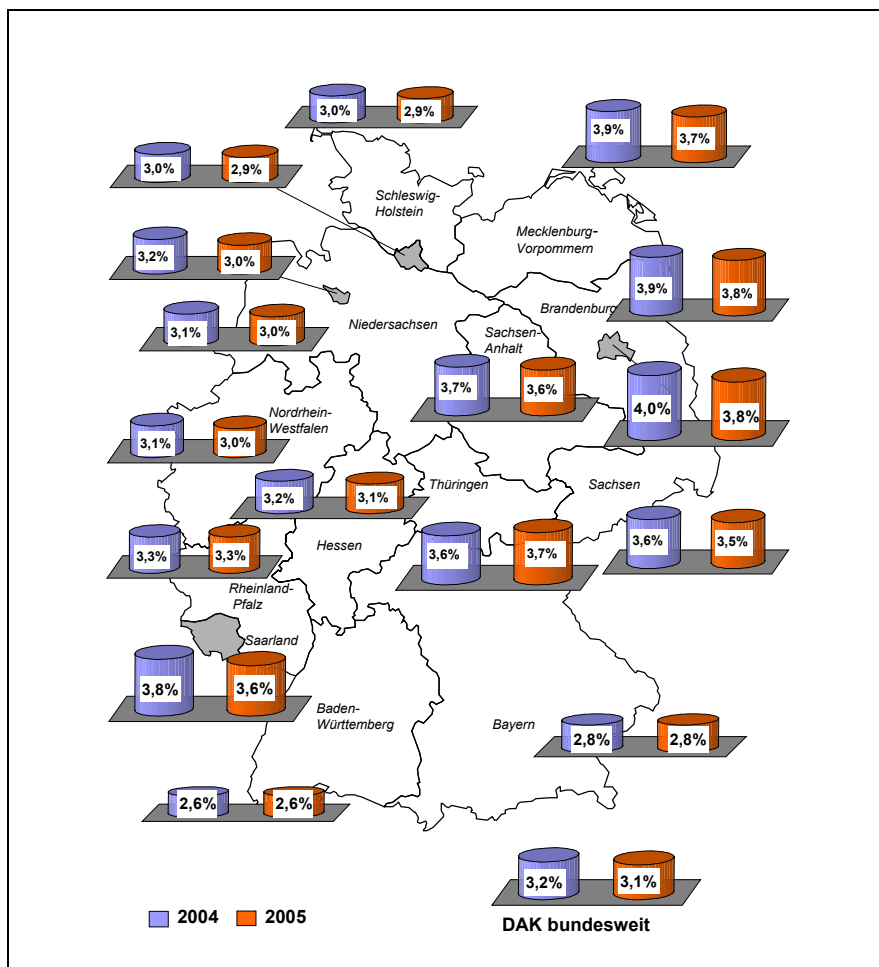 3,0% 2,9%
3,9% 3,7%
3,0% 2,9%
Schleswig-
Holstein
Mecklenburg-
Vorpommern
3,2% 3,0%
3,9% 3,8%
Brandenburg
3,1% 3,0%
Niedersachsen
Sachsen-
Anhalt
3,7% 3,6%
4,0% 3,8%
Nordrhein-
Westfalen
3,1% 3,0%
3,2% 3,1%
Thüringen
Sachsen
3,3% 3,3%
Hessen
3,6% 3,7%
3,6% 3,5%
Rheinland-
Pfalz
Saarland
3,8% 3,6%
Baden-
Württemberg
Bayern
2,8% 2,8%
2,6% 2,6%
3,2% 3,1%
2004 2005
DAK bundesweit